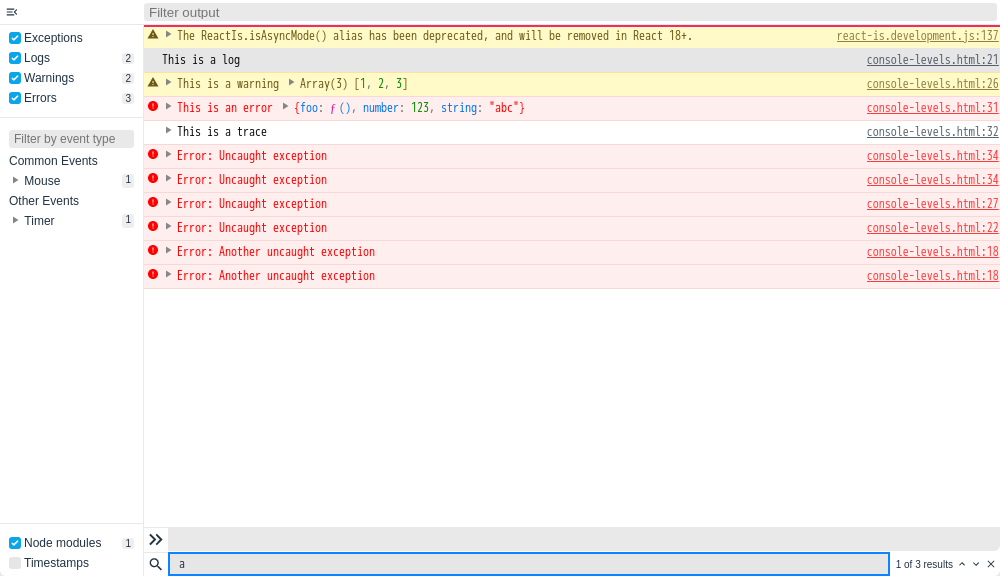 Filter output
Exceptions
Logs 2
Warnings 2
Errors 3
Filter by event type
Common Events
Mouse 1
Other Events
Timer 1
Node modules 1
Timestamps
The ReactIs.isAsyncMode() alias has been deprecated, and will be removed in React 18+. react-is.development.js:137
This is a log console-levels.html:21
This is a warning Array(3) [1, 2, 3] console-levels.html:26
This is an error {foo: ƒ (), number: 123, string: "abc"} console-levels.html:31
This is a trace console-levels.html:32
Error: Uncaught exception console-levels.html:34
Error: Uncaught exception console-levels.html:34
Error: Uncaught exception console-levels.html:27
Error: Uncaught exception console-levels.html:22
Error: Another uncaught exception console-levels.html:18
Error: Another uncaught exception console-levels.html:18
a 1 of 3 results